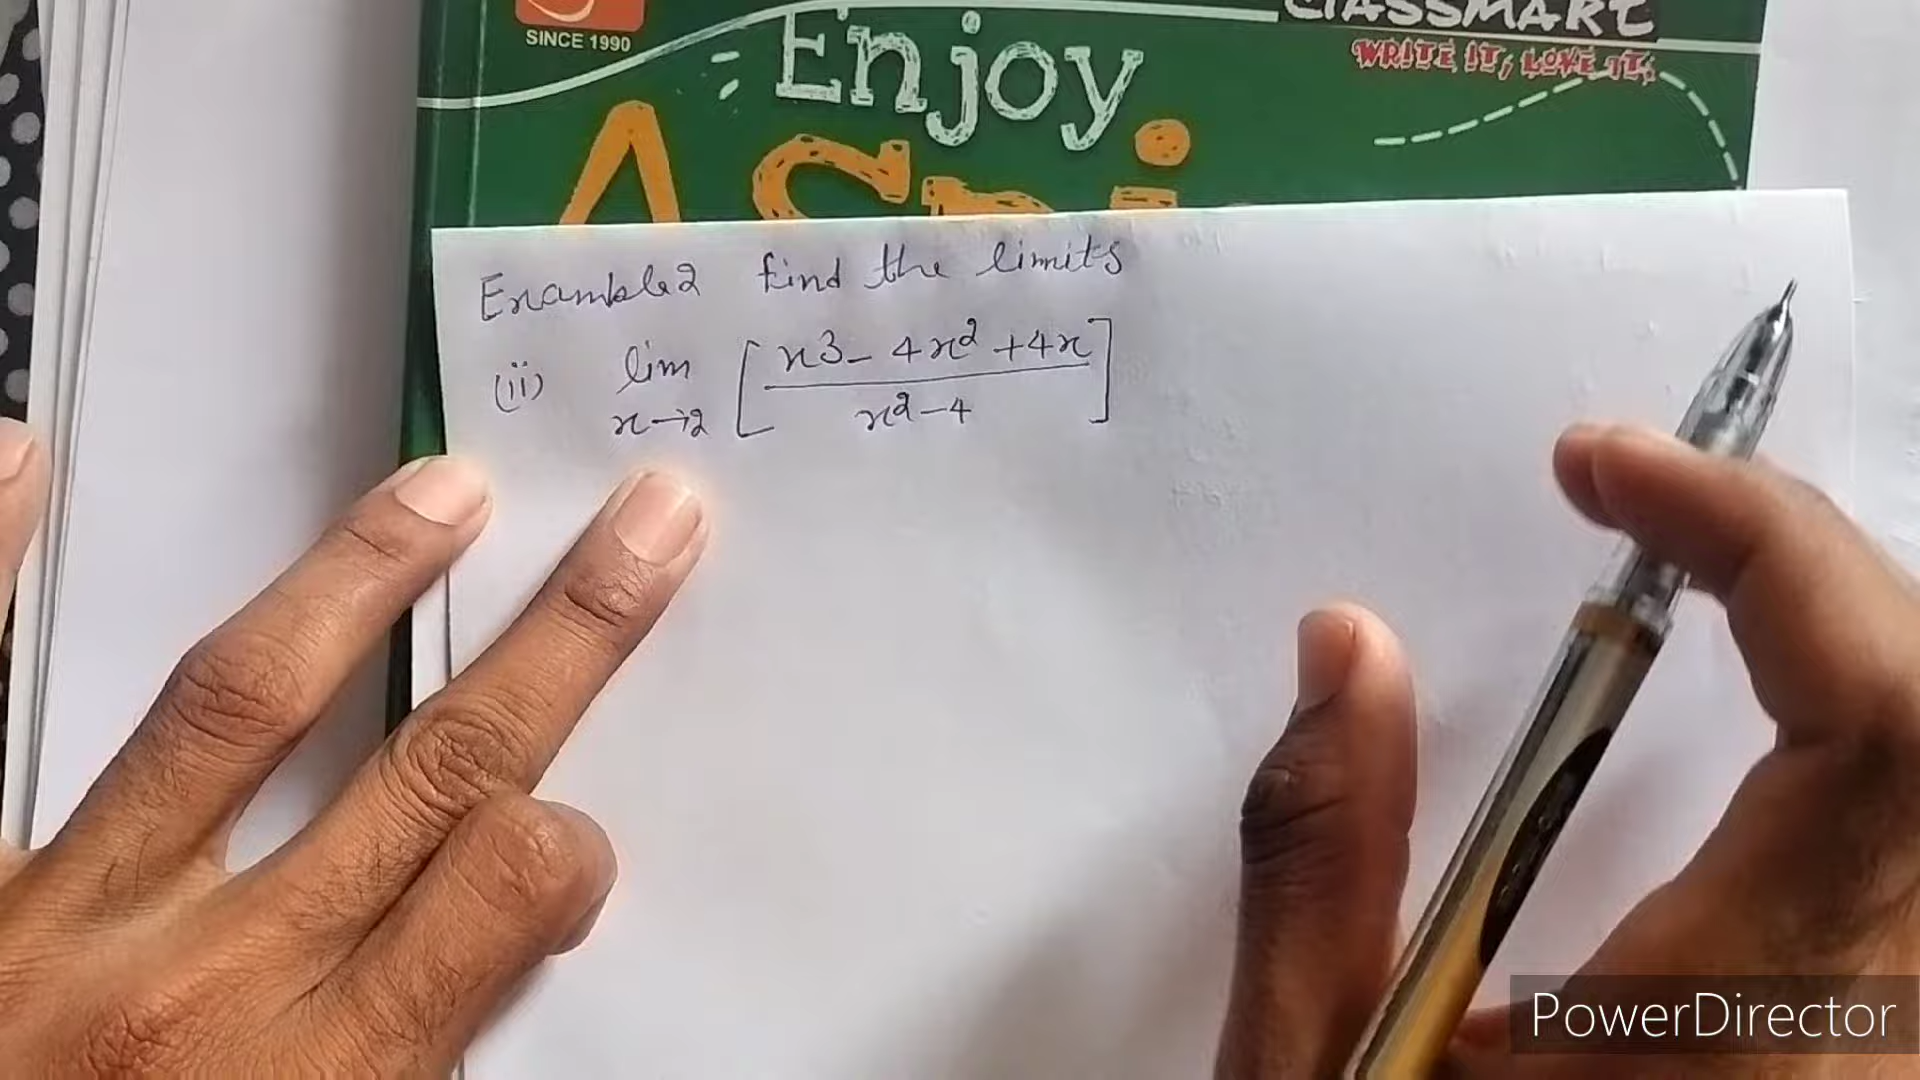 SINCE 1990
Enjoy
CLASSMART
WRITE IT, LOVE IT.
Example2 find the limits
(ii) lim x→2 [x3-4x²+4x / x²-4]
PowerDirector